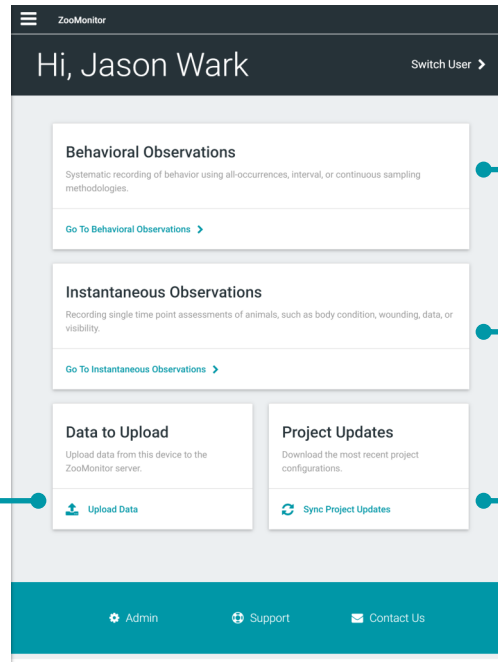 ZooMonitor
Hi, Jason Wark
Switch User
Behavioral Observations
Systematic recording of behavior using all-occurrences, interval, or continuous sampling
methodologies.
Go To Behavioral Observations
Instantaneous Observations
Recording single time point assessments of animals, such as body condition, wounding, data, or
visibility.
Go To Instantaneous Observations
Data to Upload
Upload data from this device to the
ZooMonitor server.
Upload Data
Project Updates
Download the most recent project
configurations.
Sync Project Updates
Admin
Support
Contact Us